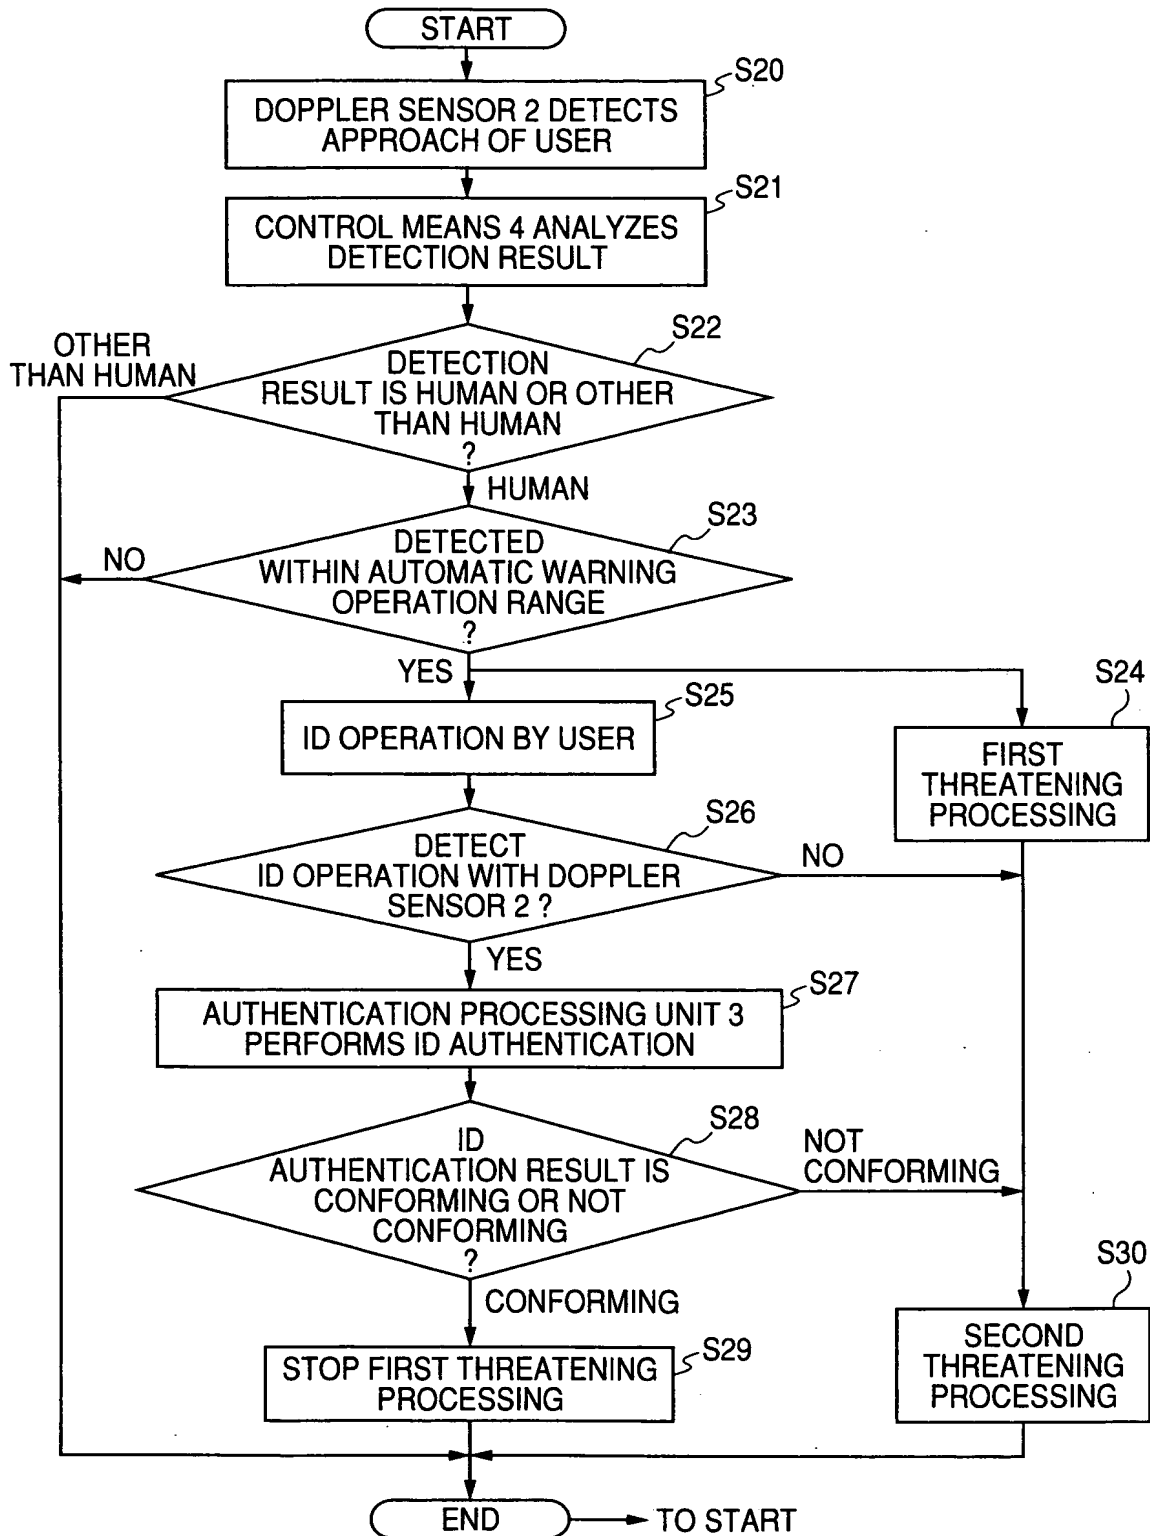 START
S20
DOPPLER SENSOR 2 DETECTS
APPROACH OF USER
S21
CONTROL MEANS 4 ANALYZES
DETECTION RESULT
S22
OTHER
THAN HUMAN
DETECTION
RESULT IS HUMAN OR OTHER
THAN HUMAN
?
HUMAN
S23
NO
DETECTED
WITHIN AUTOMATIC WARNING
OPERATION RANGE
?
YES
S24
S25
ID OPERATION BY USER
FIRST
THREATENING
PROCESSING
S26
DETECT
ID OPERATION WITH DOPPLER
SENSOR 2 ?
NO
YES
S27
AUTHENTICATION PROCESSING UNIT 3
PERFORMS ID AUTHENTICATION
S28
ID
AUTHENTICATION RESULT IS
CONFORMING OR NOT
CONFORMING
?
NOT
CONFORMING
CONFORMING
S30
S29
STOP FIRST THREATENING
PROCESSING
SECOND
THREATENING
PROCESSING
END
TO START